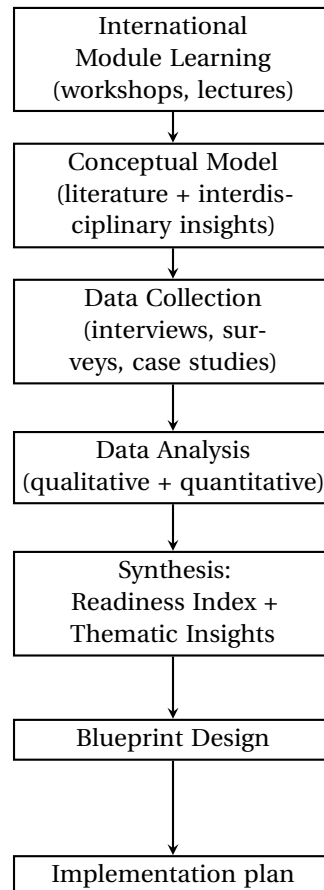 International
Module Learning
(workshops, lectures)
Conceptual Model
(literature + interdis-
ciplinary insights)
Data Collection
(interviews, sur-
veys, case studies)
Data Analysis
(qualitative + quantitative)
Synthesis:
Readiness Index +
Thematic Insights
Blueprint Design
Implementation plan